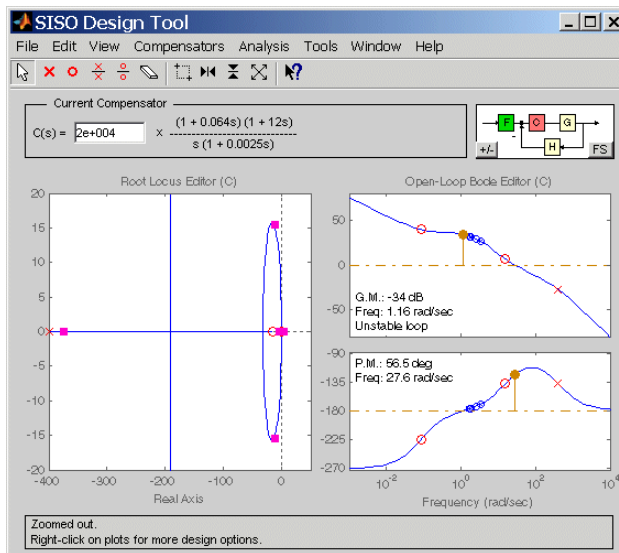 SISO Design Tool
File Edit View Compensators Analysis Tools Window Help
Current Compensator
C(s) = 2e+004 x (1 + 0.064s) (1 + 12s)
s (1 + 0.0025s)
F C G
H
+/- FS
Root Locus Editor (C)
20
15
10
5
0
-5
-10
-15
-20
-400 -300 -200 -100 0
Real Axis
Open-Loop Bode Editor (C)
50
0
-50
G.M.: -34 dB
Freq: 1.16 rad/sec
Unstable loop
-90
-135
-180
-225
-270
P.M.: 56.5 deg
Freq: 27.6 rad/sec
10^-2 10^0 10^2 10^4
Frequency (rad/sec)
Zoomed out.
Right-click on plots for more design options.